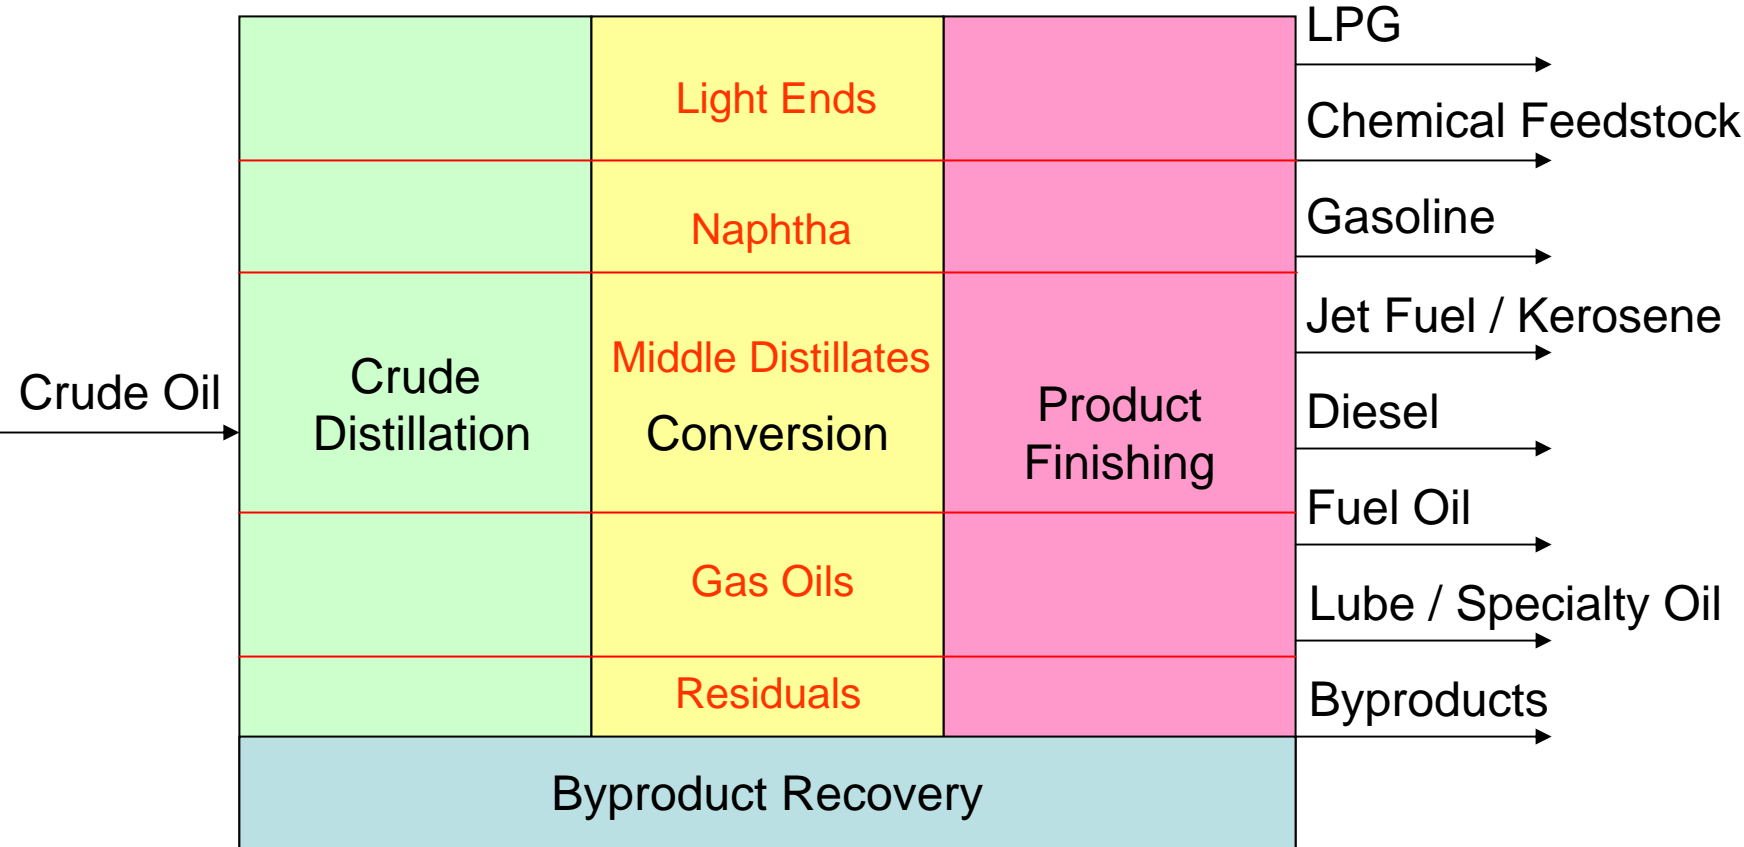 Crude Oil
Crude
Distillation
Light Ends
Naphtha
Middle Distillates
Conversion
Gas Oils
Residuals
Product
Finishing
Byproduct Recovery
LPG
Chemical Feedstock
Gasoline
Jet Fuel / Kerosene
Diesel
Fuel Oil
Lube / Specialty Oil
Byproducts